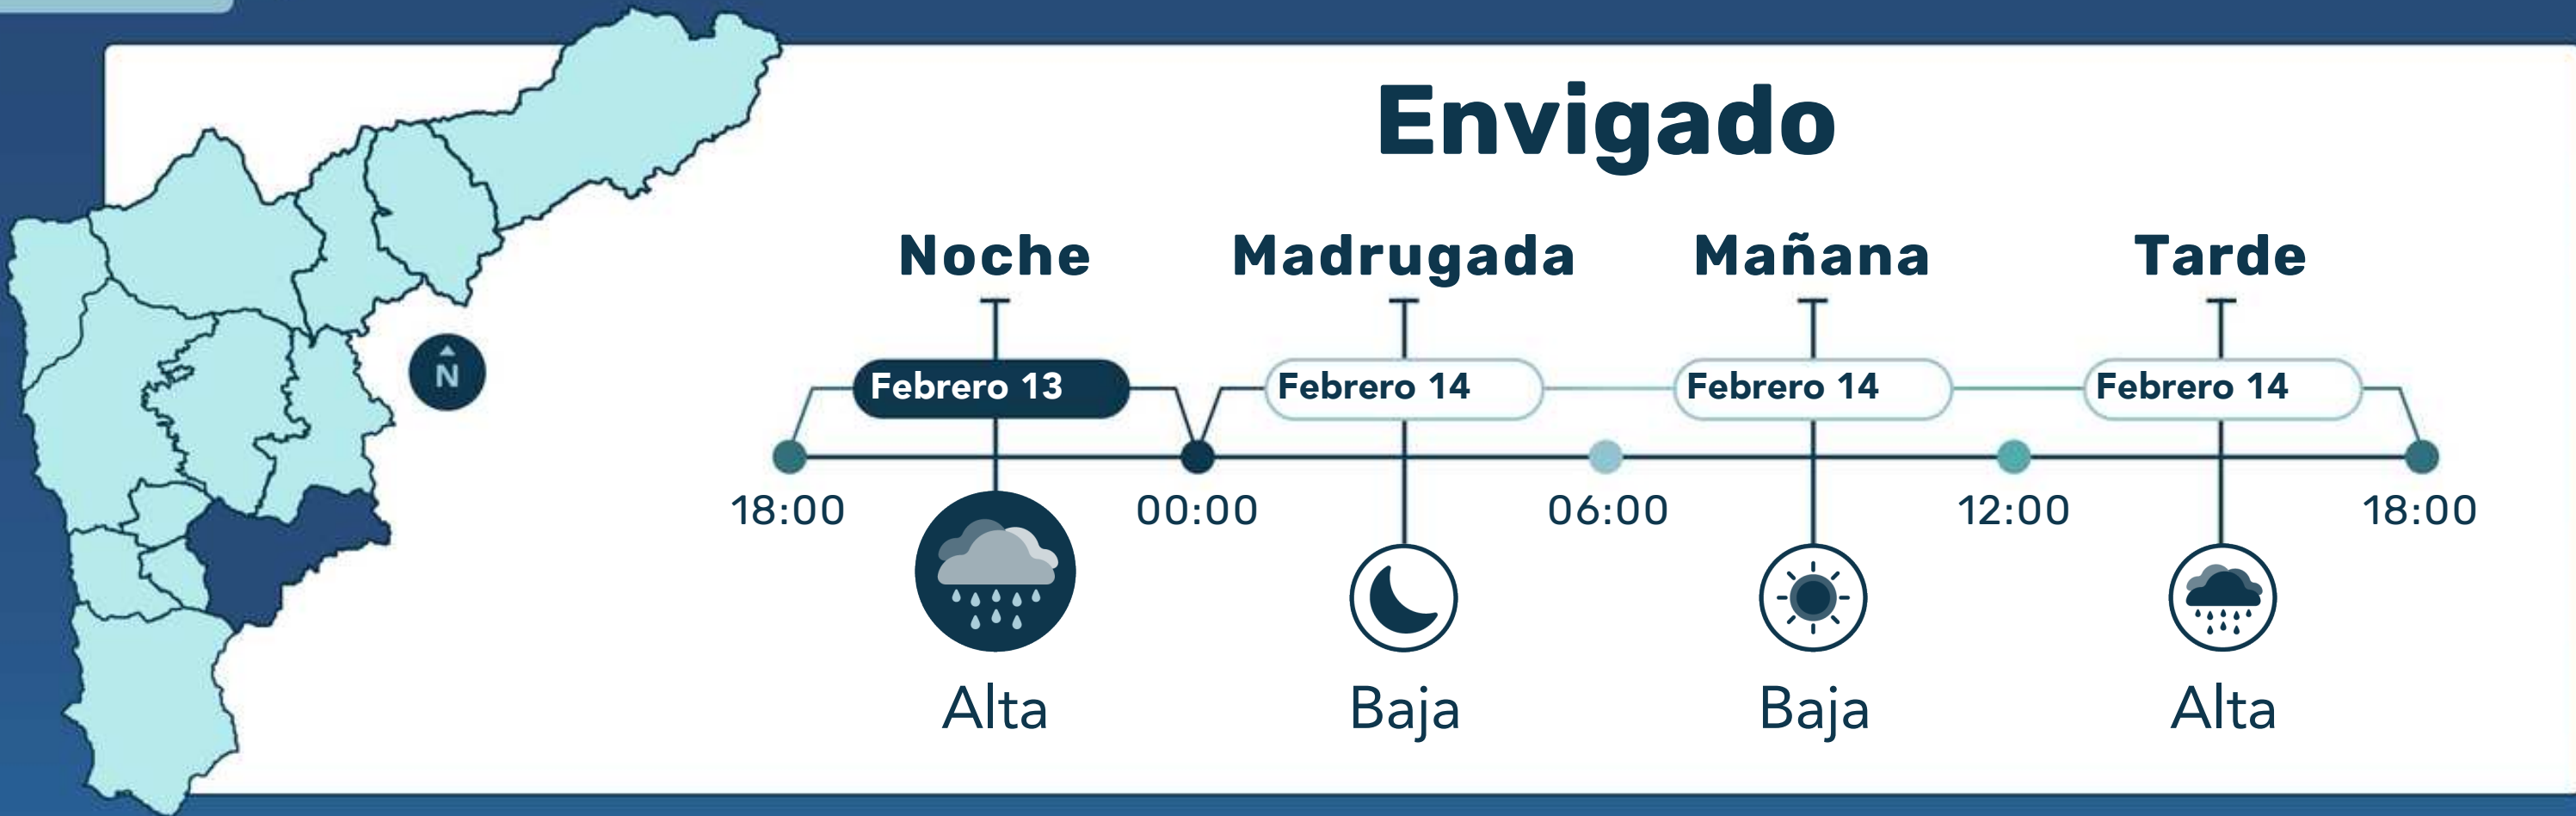 Envigado
Noche Madrugada Mañana Tarde
N
Febrero 13 Febrero 14 Febrero 14 Febrero 14
18:00 00:00 06:00 12:00 18:00
Alta Baja Baja Alta